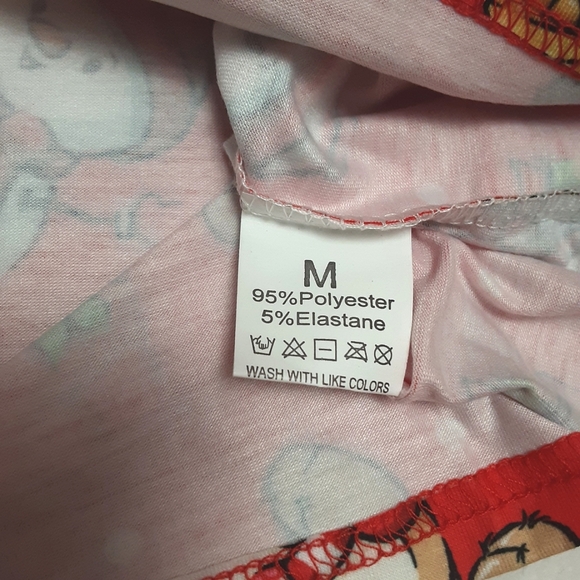 M
95%Polyester
5%Elastane
WASH WITH LIKE COLORS